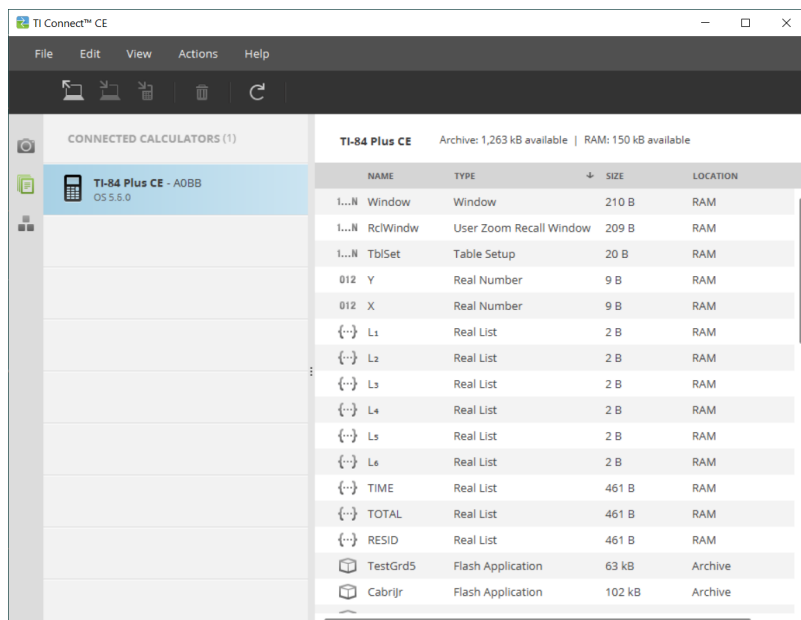 TI Connect™ CE
File Edit View Actions Help
CONNECTED CALCULATORS (1)
TI-84 Plus CE - A0BB
OS 5.6.0
TI-84 Plus CE Archive: 1,263 kB available | RAM: 150 kB available
NAME TYPE SIZE LOCATION
1...N Window Window 210 B RAM
1...N RclWindw User Zoom Recall Window 209 B RAM
1...N TblSet Table Setup 20 B RAM
012 Y Real Number 9 B RAM
012 X Real Number 9 B RAM
{···} L₁ Real List 2 B RAM
{···} L₂ Real List 2 B RAM
{···} L₃ Real List 2 B RAM
{···} L₄ Real List 2 B RAM
{···} L₅ Real List 2 B RAM
{···} L₆ Real List 2 B RAM
{···} TIME Real List 461 B RAM
{···} TOTAL Real List 461 B RAM
{···} RESID Real List 461 B RAM
TestGrd5 Flash Application 63 kB Archive
CabriJr Flash Application 102 kB Archive